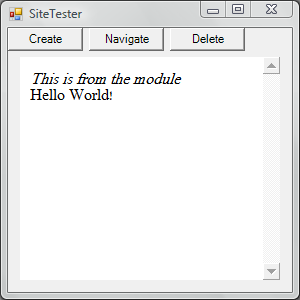 SiteTester
Create Navigate Delete
This is from the module
Hello World!